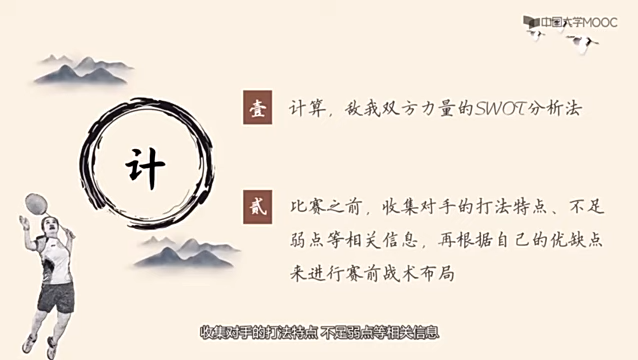 中国大学MOOC
计
壹
计算，敌我双方力量的SWOT分析法
贰
比赛之前，收集对手的打法特点、不足
弱点等相关信息，再根据自己的优缺点
来进行赛前战术布局
收集对手的打法特点 不足弱点等相关信息